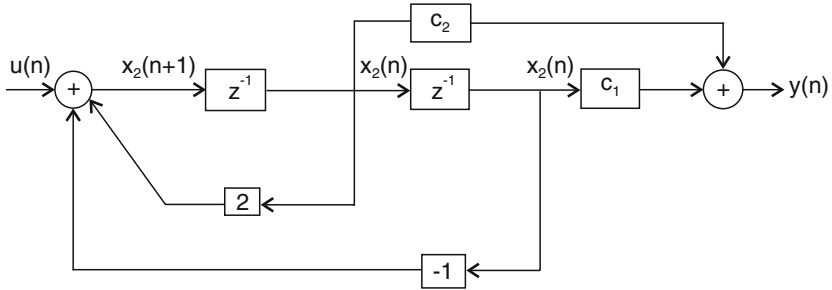 c₂
u(n)
x₂(n+1)
x₂(n)
x₂(n)
+
z⁻¹
z⁻¹
c₁
+
y(n)
2
-1